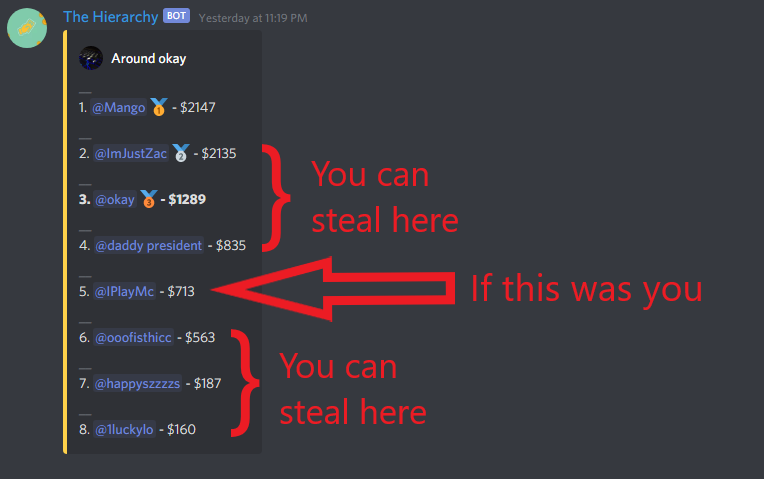 The Hierarchy BOT Yesterday at 11:19 PM
Around okay
1. @Mango 🥇 - $2147
2. @ImJustZac 🥈 - $2135
3. @okay 🥉 - $1289
4. @daddy president - $835
5. @IPlayMc - $713
6. @ooofisthicc - $563
7. @happyszzzzs - $187
8. @1luckylo - $160
You can
steal here
If this was you
You can
steal here